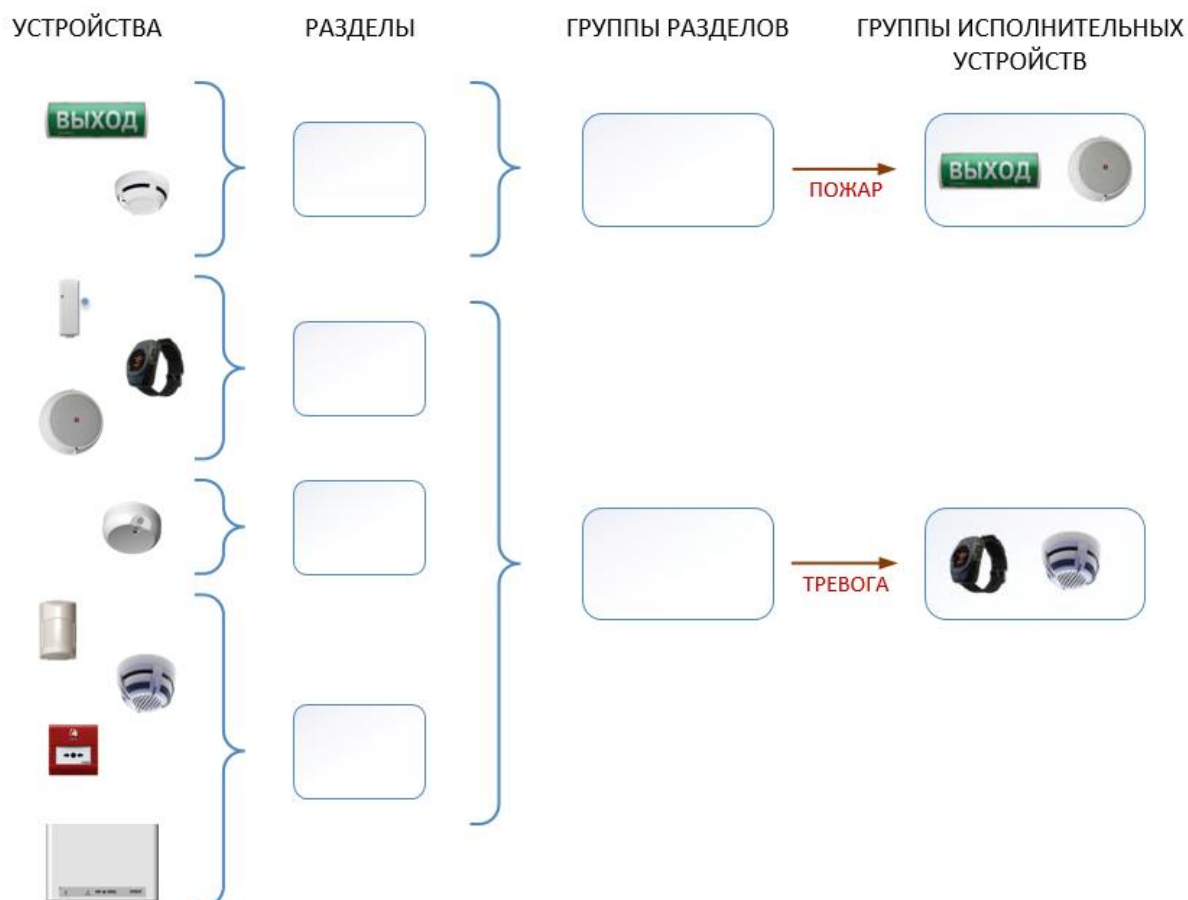 УСТРОЙСТВА
РАЗДЕЛЫ
ГРУППЫ РАЗДЕЛОВ
ГРУППЫ ИСПОЛНИТЕЛЬНЫХ
УСТРОЙСТВ
ВЫХОД
ПОЖАР
ВЫХОД
ТРЕВОГА